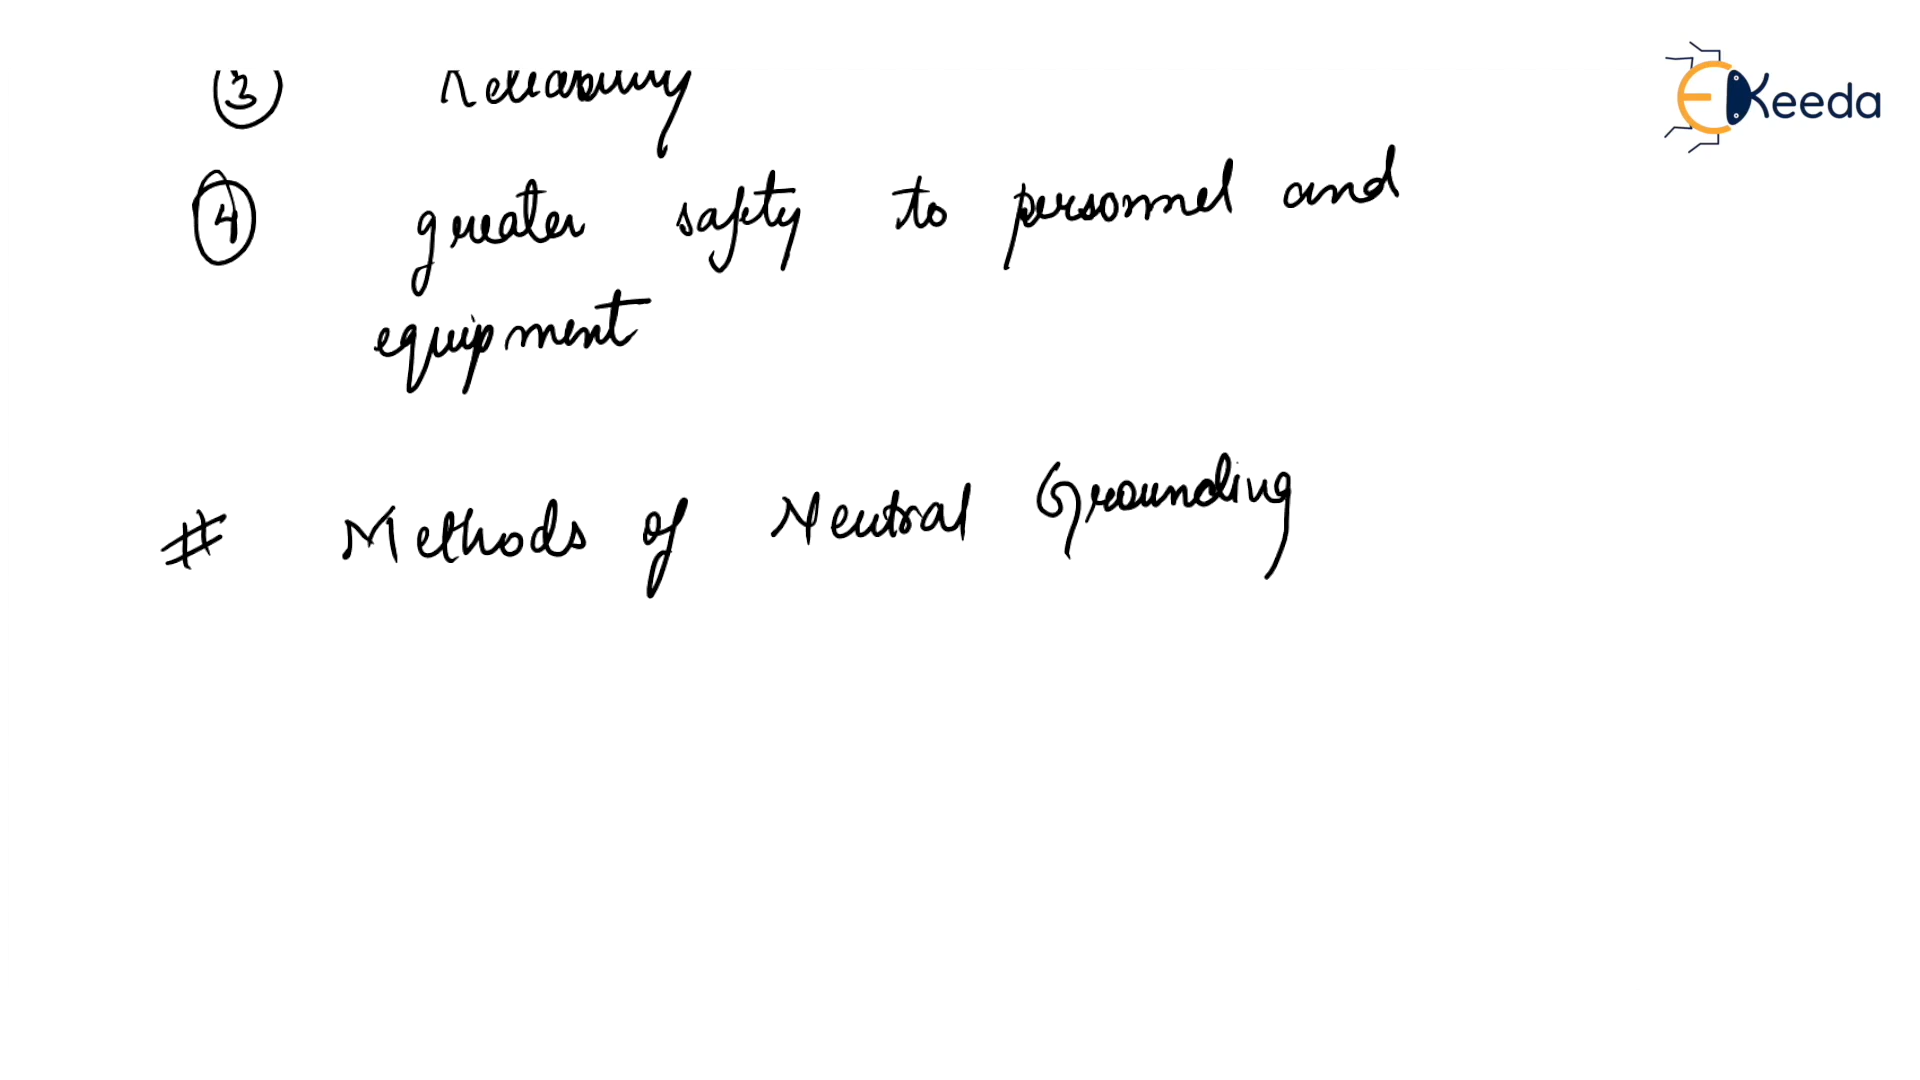 ③ Reliability
EKeeda
④ greater safety to personnel and
equipment
# Methods of Neutral Grounding